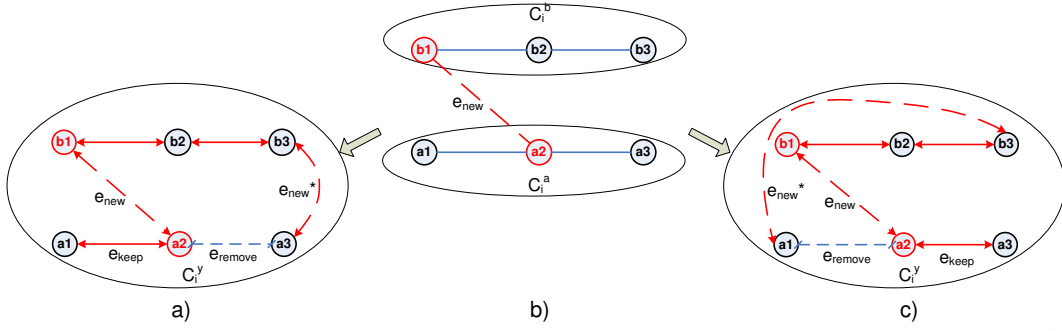 C_i^b
b1 b2 b3
e_new
a1 a2 a3
C_i^a
b1 b2 b3
e_new
e_new*
a1 a2 a3
e_keep
e_remove
C_i^y
b1 b2 b3
e_new*
e_new
a1 a2 a3
e_remove
e_keep
C_i^y
a) b) c)